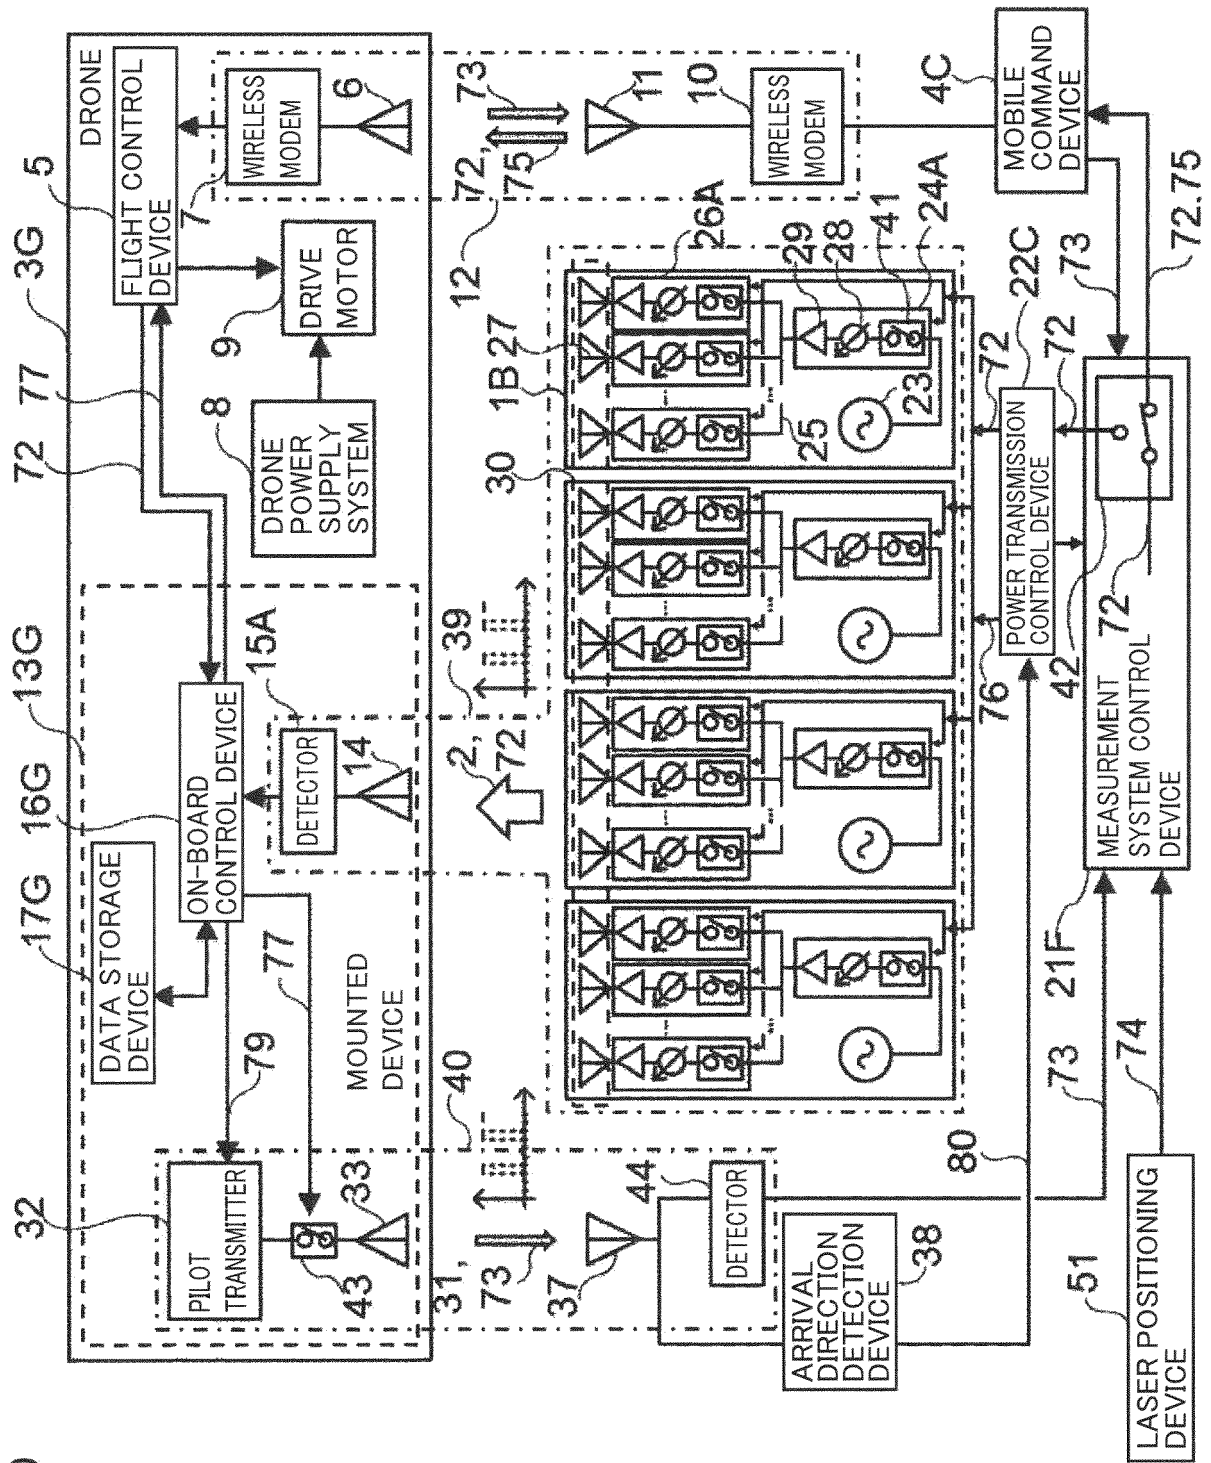 17G
16G
13G
72
77
3G
5
32
DATA STORAGE
DEVICE
ON-BOARD
CONTROL DEVICE
DRONE
FLIGHT CONTROL
DEVICE
8
9
7
DRONE
POWER
SUPPLY
SYSTEM
DRIVE
MOTOR
WIRELESS
MODEM
6
PILOT
TRANSMITTER
79
77
DETECTOR
15A
14
43
33
MOUNTED
DEVICE
31,
73
40
2,
72
39
12
72,
75
73
37
44
DETECTOR
30
1B
27
26A
11
10
WIRELESS
MODEM
ARRIVAL
DIRECTION
DETECTION
DEVICE
38
80
25
23
29
28
41
24A
4C
MOBILE
COMMAND
DEVICE
76
POWER TRANSMISSION
CONTROL DEVICE
72
22C
73
74
21F
42
72
72
73
72.75
MEASUREMENT
SYSTEM CONTROL
DEVICE
51
LASER POSITIONING
DEVICE